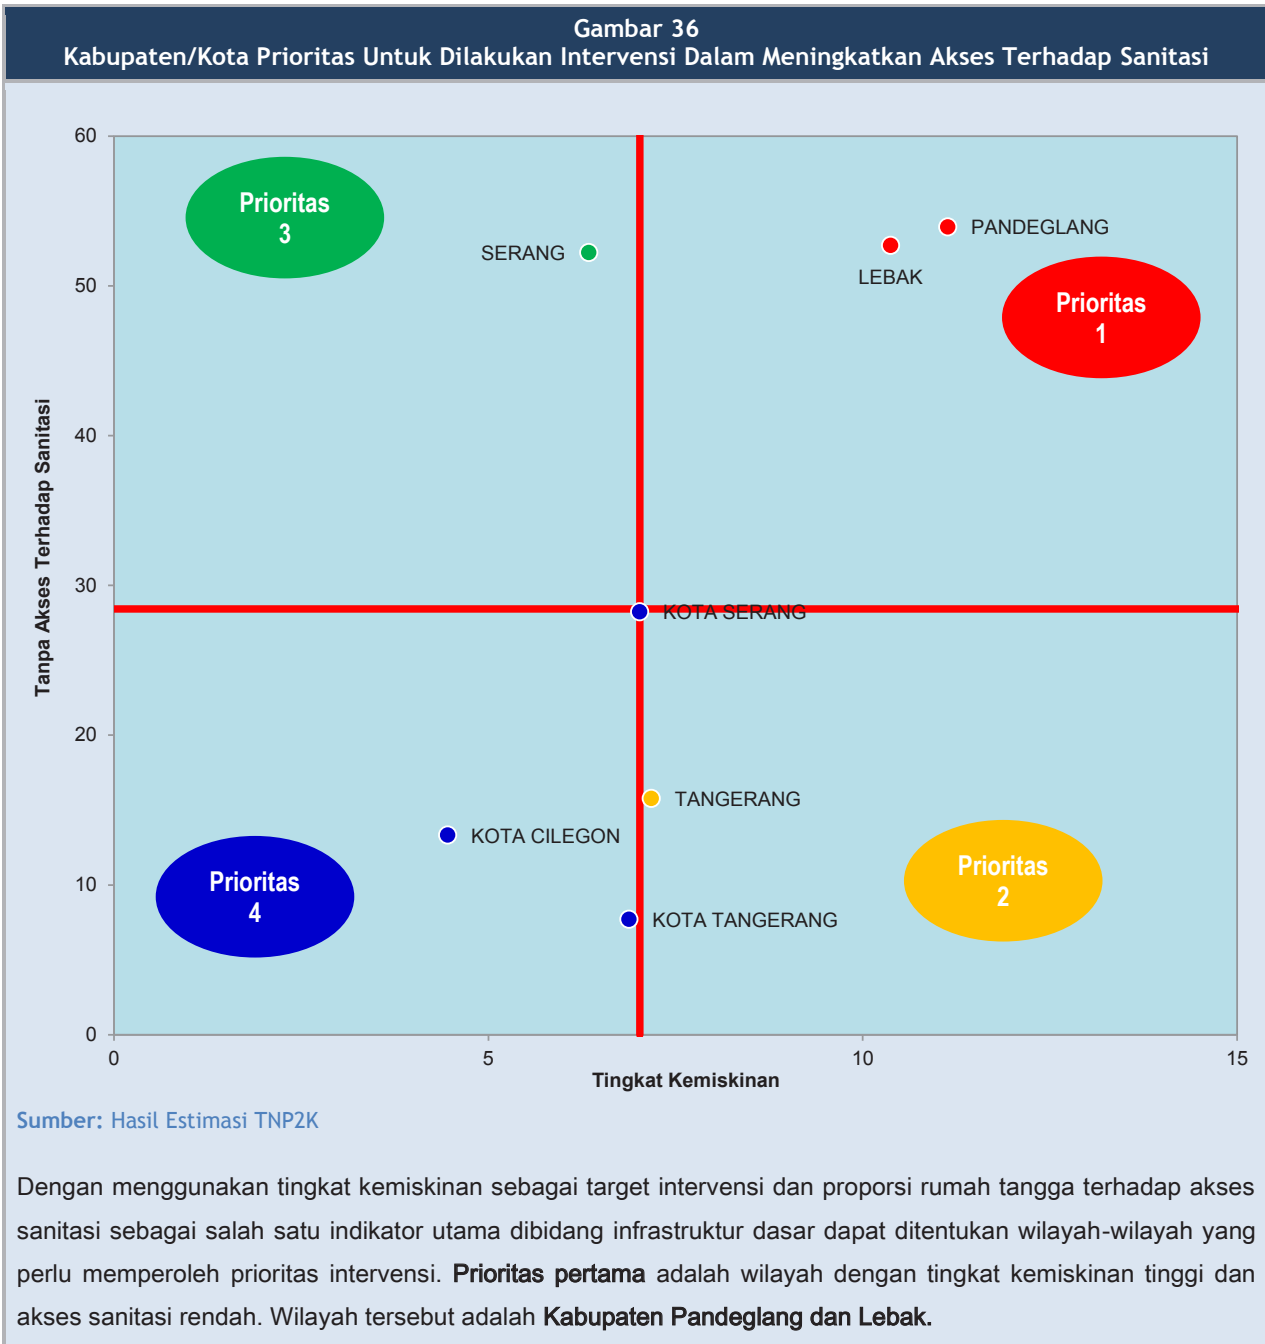 Gambar 36
Kabupaten/Kota Prioritas Untuk Dilakukan Intervensi Dalam Meningkatkan Akses Terhadap Sanitasi
60
50
40
30
20
10
0
Tanpa Akses Terhadap Sanitasi
Prioritas
3
SERANG
PANDEGLANG
LEBAK
Prioritas
1
KOTA SERANG
TANGERANG
KOTA CILEGON
Prioritas
4
Prioritas
2
KOTA TANGERANG
0
5
10
15
Tingkat Kemiskinan
Sumber: Hasil Estimasi TNP2K
Dengan menggunakan tingkat kemiskinan sebagai target intervensi dan proporsi rumah tangga terhadap akses
sanitasi sebagai salah satu indikator utama dibidang infrastruktur dasar dapat ditentukan wilayah-wilayah yang
perlu memperoleh prioritas intervensi. Prioritas pertama adalah wilayah dengan tingkat kemiskinan tinggi dan
akses sanitasi rendah. Wilayah tersebut adalah Kabupaten Pandeglang dan Lebak.